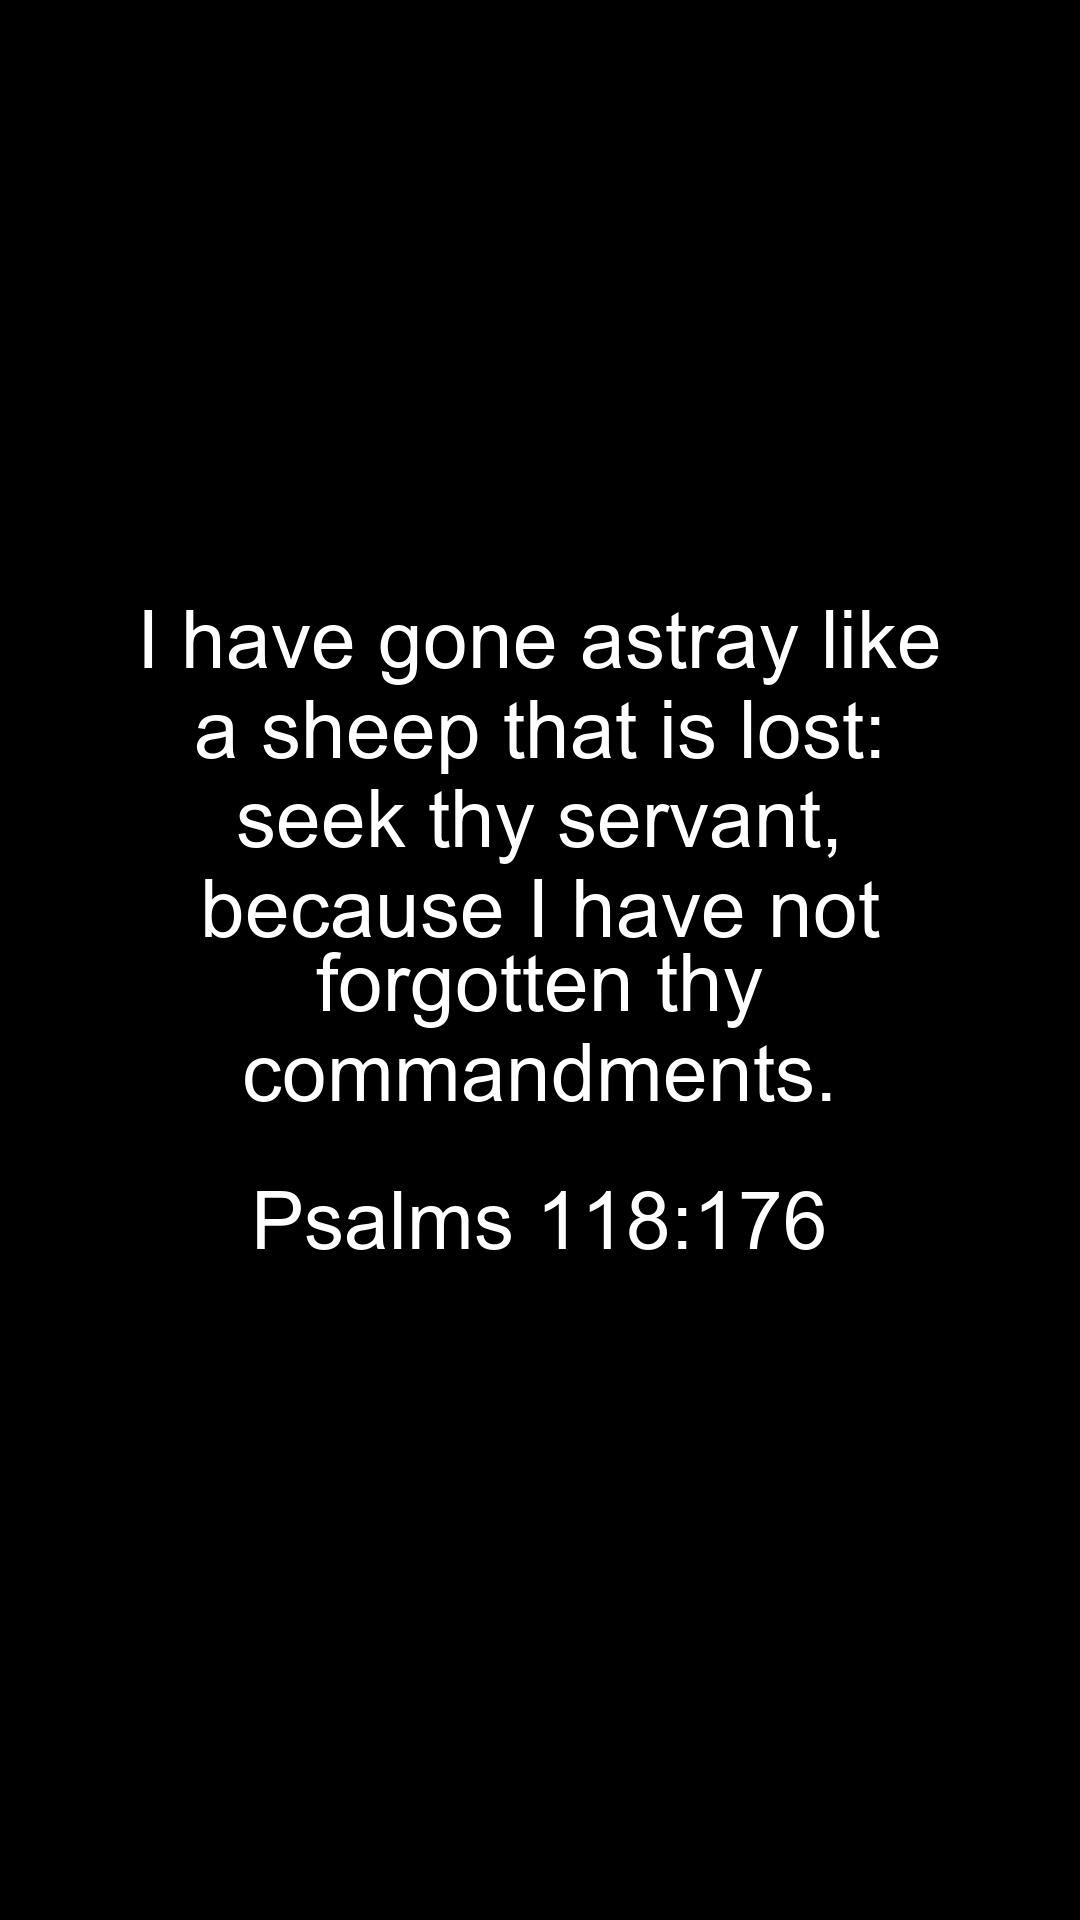 I have gone astray like
a sheep that is lost:
seek thy servant,
because I have not
forgotten thy
commandments.
Psalms 118:176